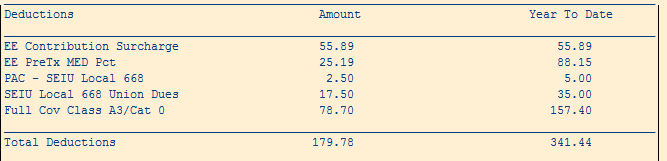 Deductions Amount Year To Date
EE Contribution Surcharge 55.89 55.89
EE PreTx MED Pct 25.19 88.15
PAC - SEIU Local 668 2.50 5.00
SEIU Local 668 Union Dues 17.50 35.00
Full Cov Class A3/Cat 0 78.70 157.40
Total Deductions 179.78 341.44